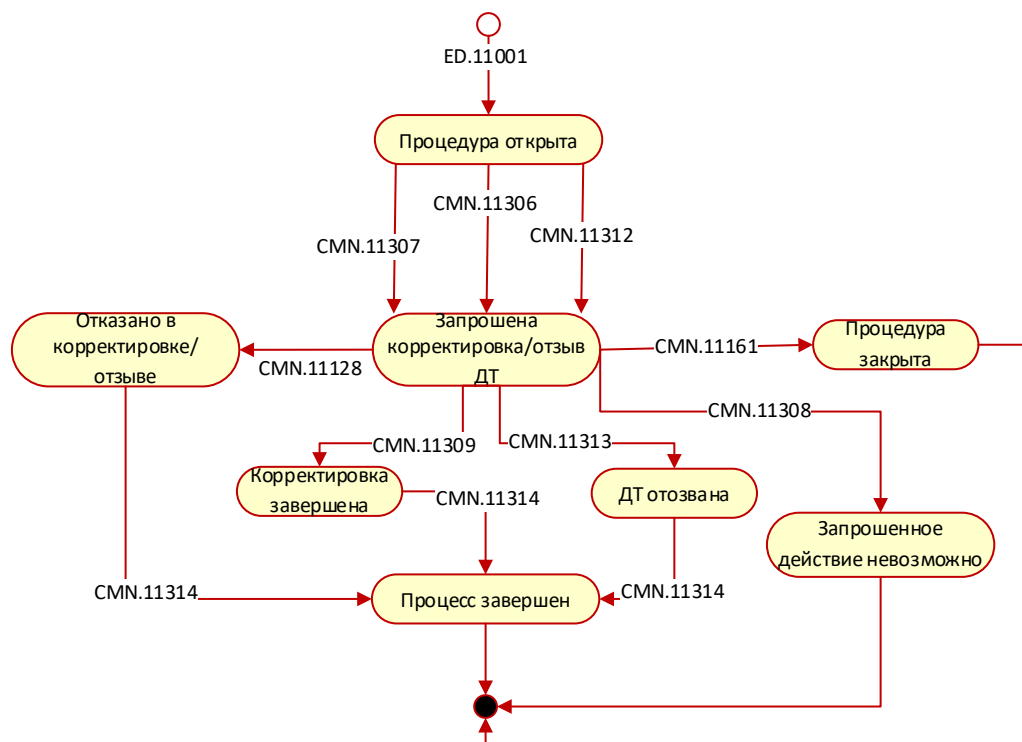 ED.11001
Процедура открыта
CMN.11306
CMN.11307
CMN.11312
Отказано в
корректировке/
отзыве
Запрошена
корректировка/отзыв
ДТ
Процедура
закрыта
CMN.11161
CMN.11128
CMN.11308
CMN.11309
CMN.11313
Корректировка
завершена
CMN.11314
ДТ отозвана
Запрошенное
действие невозможно
CMN.11314
Процесс завершен
CMN.11314